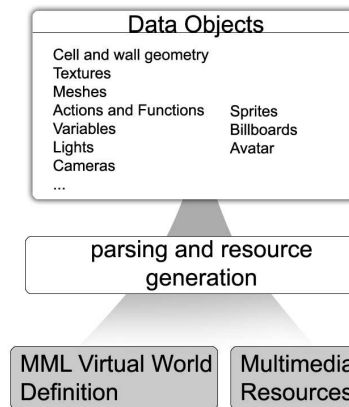 Data Objects
Cell and wall geometry
Textures
Meshes
Actions and Functions
Variables
Lights
Cameras
...
Sprites
Billboards
Avatar
parsing and resource
generation
MML Virtual World
Definition
Multimedia
Resources